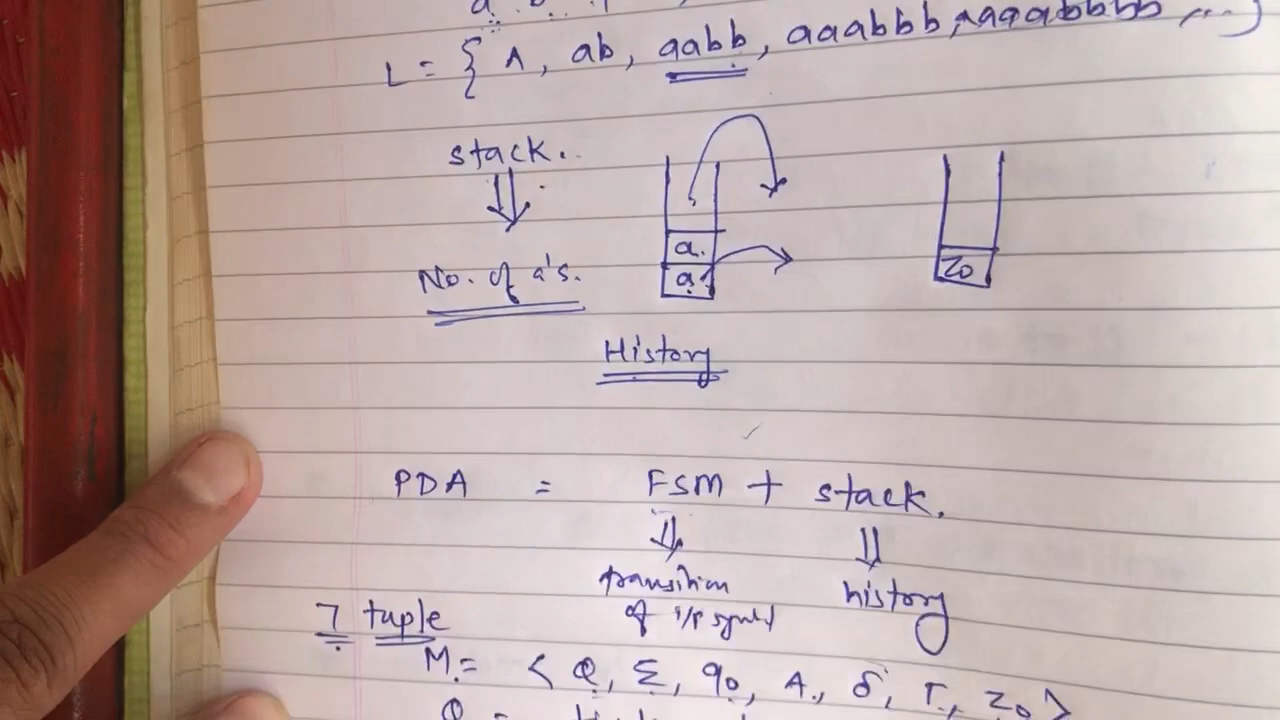 L = { Λ, ab, aabb, aaabbb, aaaabbbb, ...}
stack.
No. of a's.
a.
a.
Z0
History
PDA = FSM + stack.
transition history
of i/p symbol
7 tuple
M = < Q, Σ, q0, A, δ, Γ, Z0 >
Q =